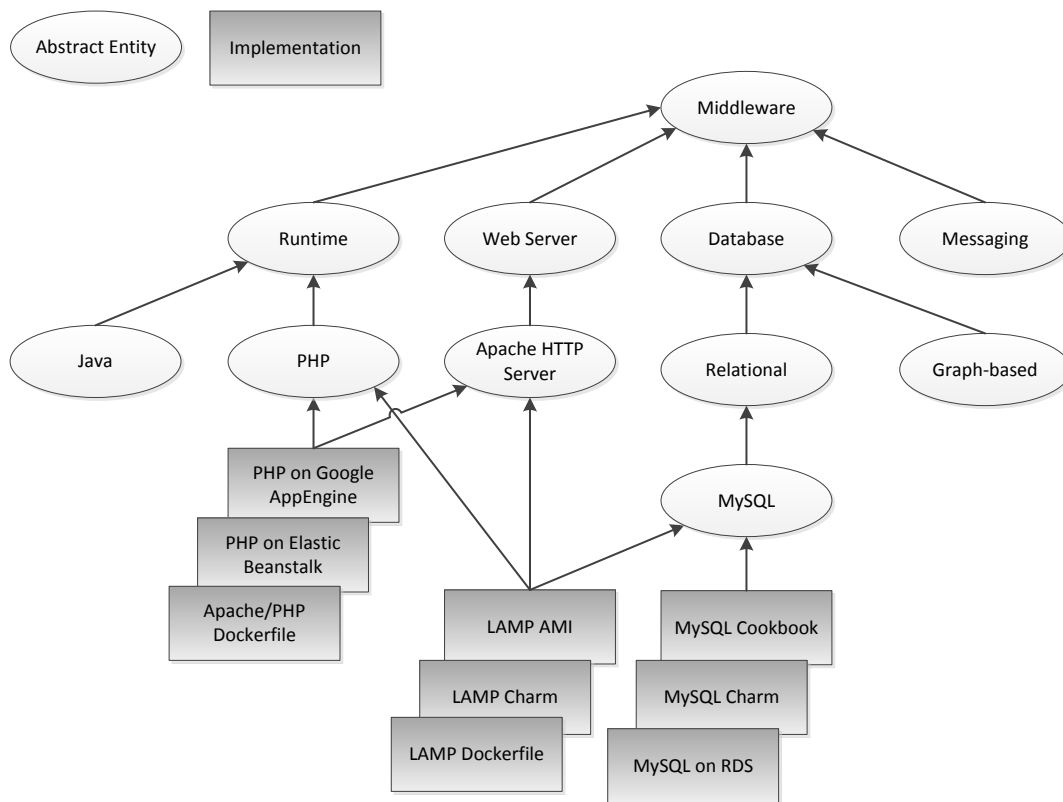 Abstract Entity
Implementation
Middleware
Runtime
Web Server
Database
Messaging
Java
PHP
Apache HTTP
Server
Relational
Graph-based
PHP on Google
AppEngine
MySQL
PHP on Elastic
Beanstalk
Apache/PHP
Dockerfile
LAMP AMI
MySQL Cookbook
LAMP Charm
MySQL Charm
LAMP Dockerfile
MySQL on RDS